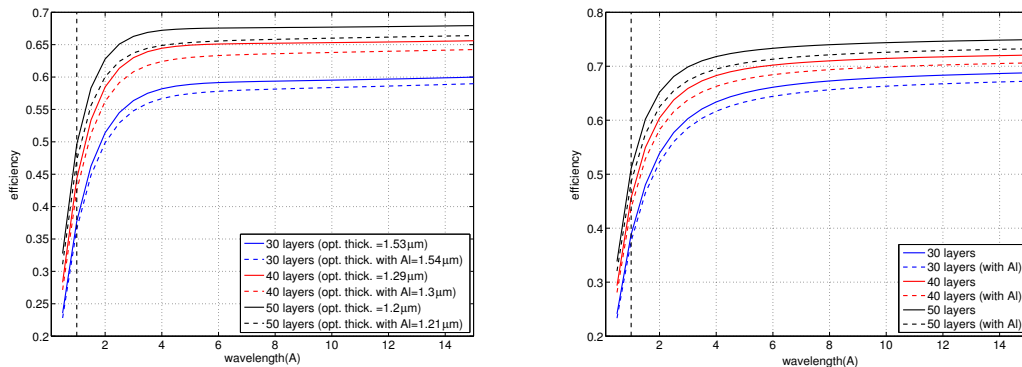 0.7
0.65
0.6
0.55
0.5
0.45
0.4
0.35
0.3
0.25
0.2
efficiency
2 4 6 8 10 12 14
wavelength(A)
30 layers (opt. thick. =1.53μm)
30 layers (opt. thick. with Al=1.54μm)
40 layers (opt. thick. =1.29μm)
40 layers (opt. thick. with Al=1.3μm)
50 layers (opt. thick. =1.2μm)
50 layers (opt. thick. with Al=1.21μm)
0.8
0.7
0.6
0.5
0.4
0.3
0.2
efficiency
2 4 6 8 10 12 14
wavelength(A)
30 layers
30 layers (with Al)
40 layers
40 layers (with Al)
50 layers
50 layers (with Al)